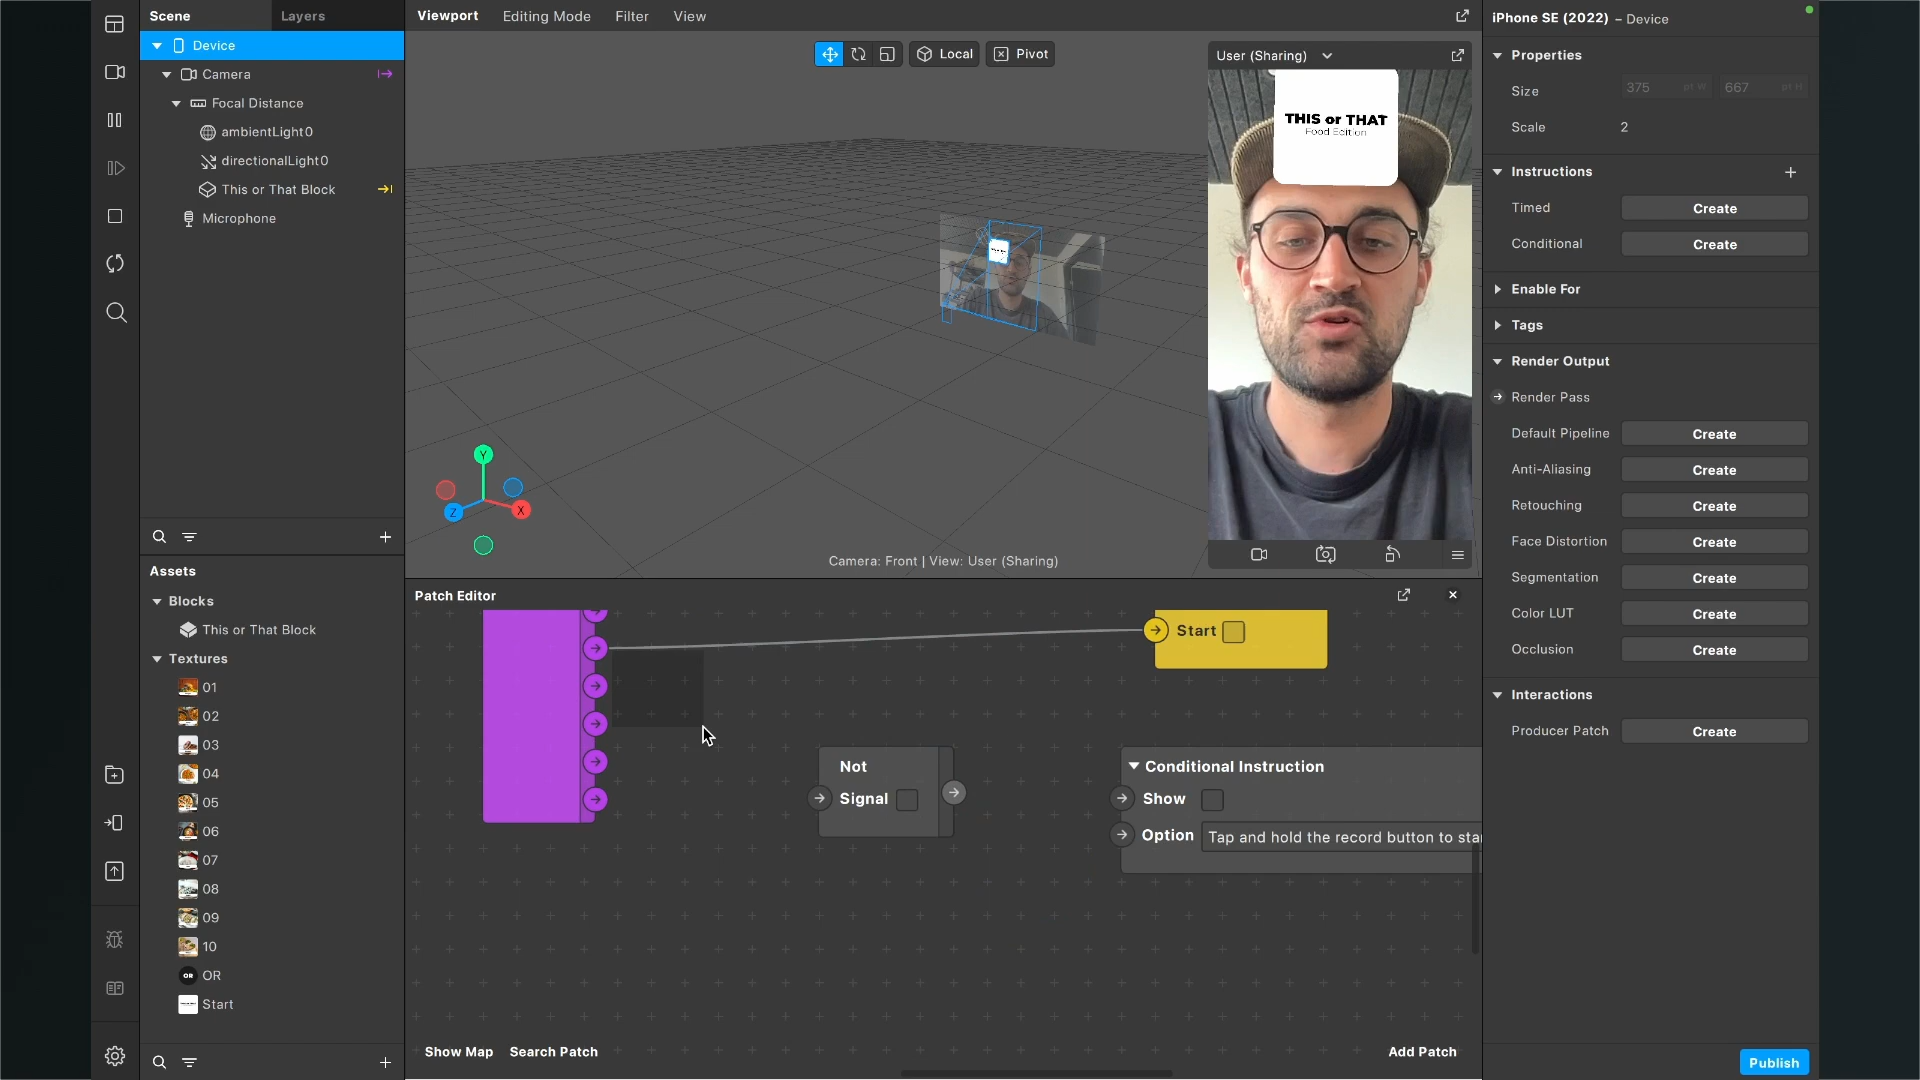 Scene
Layers
Device
Camera
Focal Distance
ambientLight0
directionalLight0
This or That Block
Microphone
Assets
Blocks
This or That Block
Textures
01
02
03
04
05
06
07
08
09
10
OR
OR
Start
Viewport
Editing Mode
Filter
View
Local
Pivot
Y
Z
X
Camera: Front | View: User (Sharing)
User (Sharing)
THIS or THAT
Food Edition
Patch Editor
Start
Not
Signal
Conditional Instruction
Show
Option
Tap and hold the record button to sta
Show Map
Search Patch
Add Patch
iPhone SE (2022) – Device
Properties
Size
375
pt W
667
pt H
Scale
2
Instructions
Timed
Create
Conditional
Create
Enable For
Tags
Render Output
Render Pass
Default Pipeline
Create
Anti-Aliasing
Create
Retouching
Create
Face Distortion
Create
Segmentation
Create
Color LUT
Create
Occlusion
Create
Interactions
Producer Patch
Create
Publish